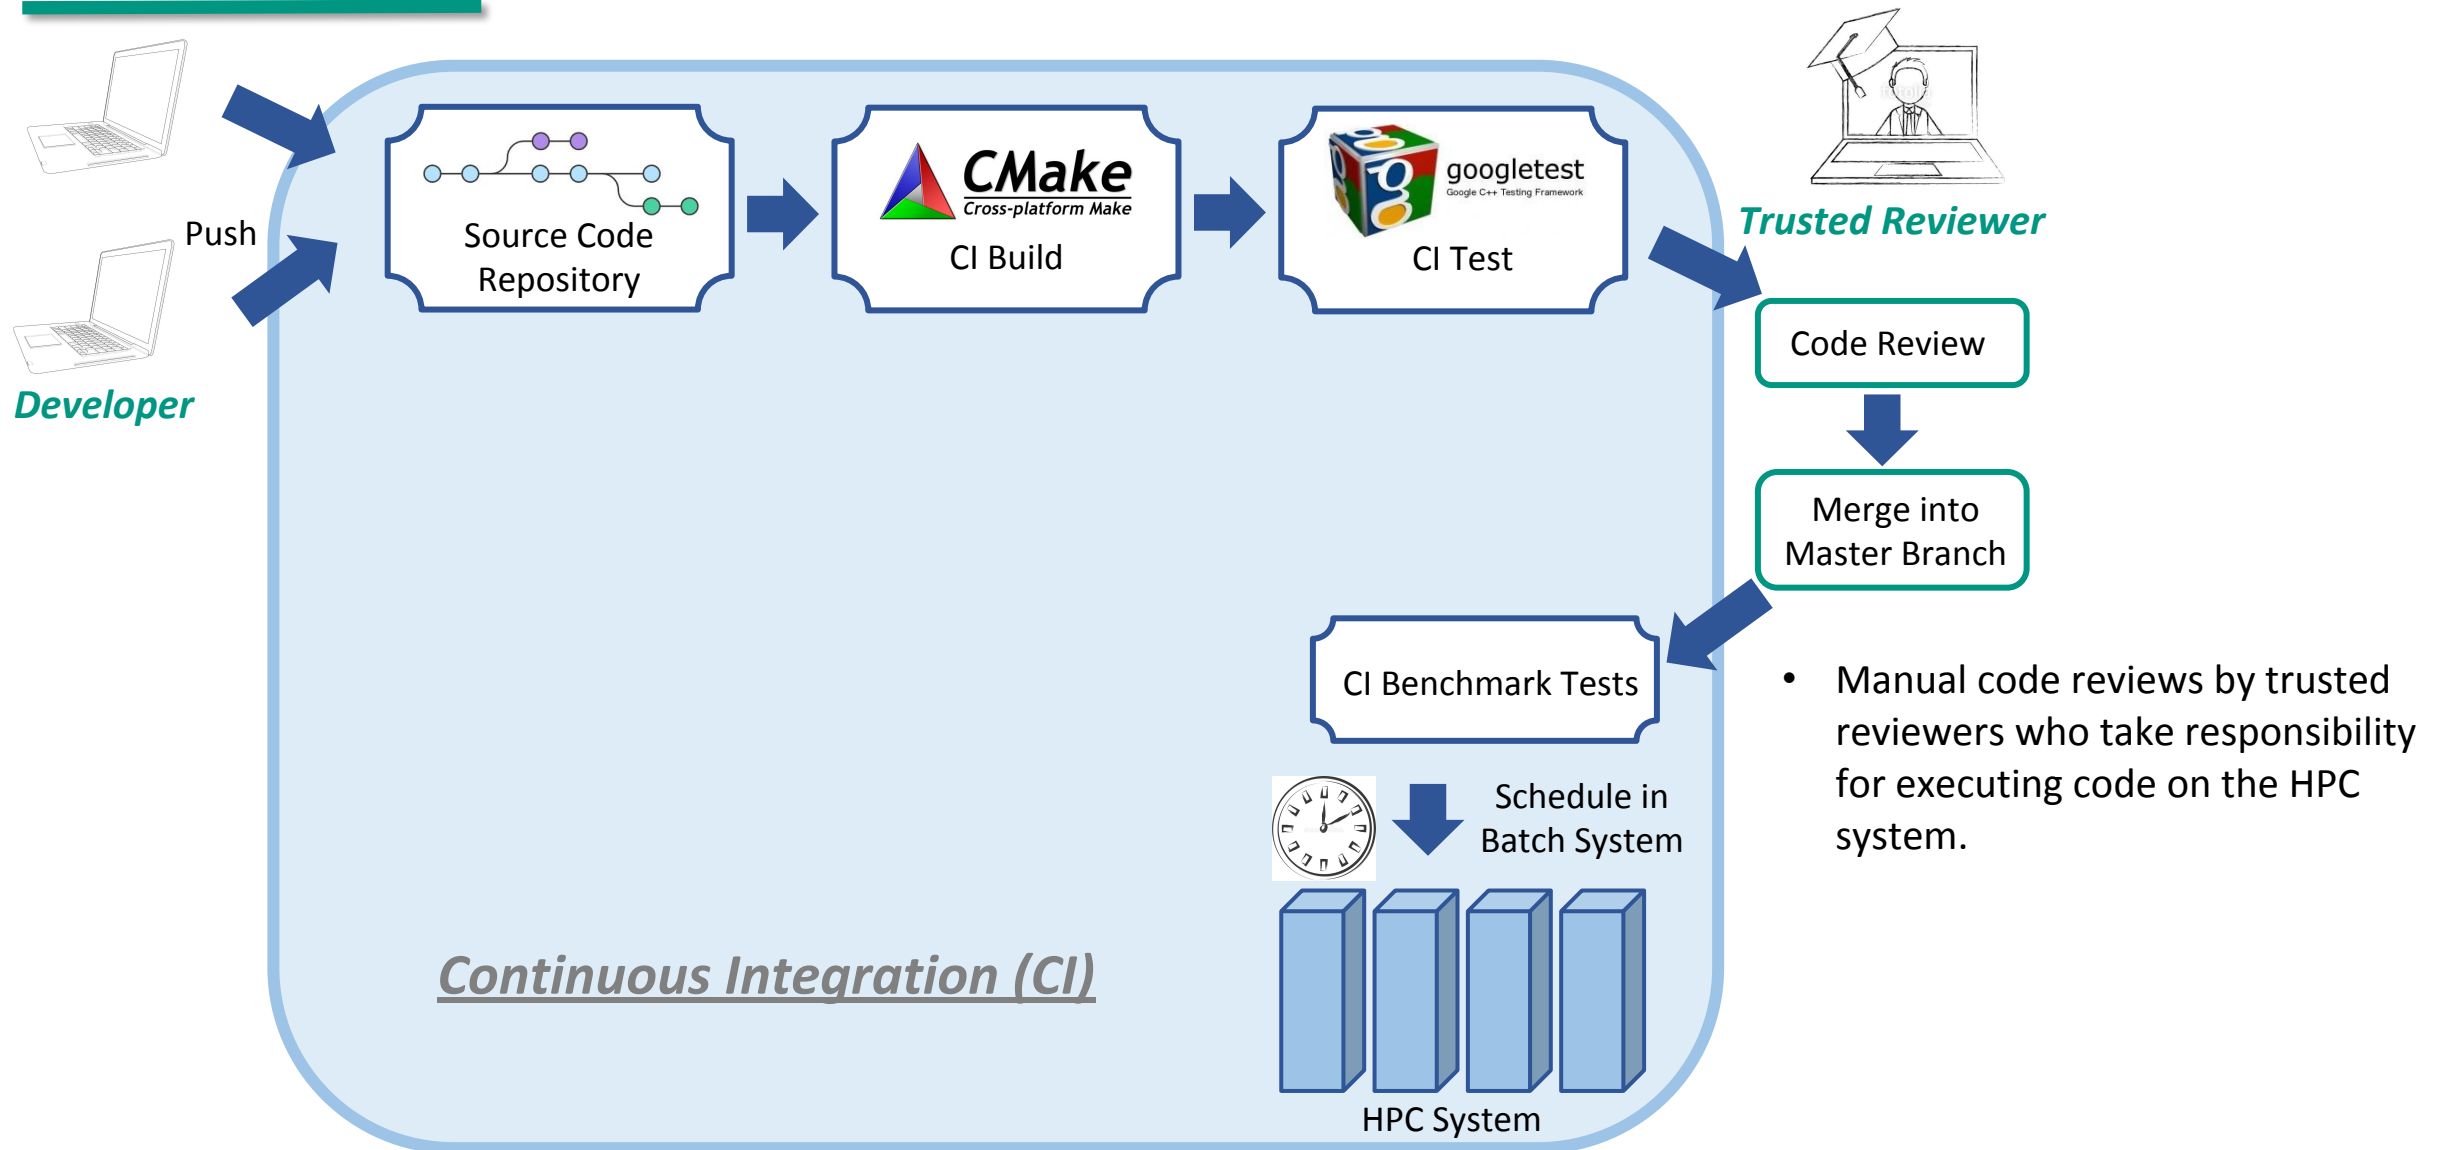 Push
Developer
Source Code
Repository
CMake
Cross-platform Make
CI Build
googletest
Google C++ Testing Framework
CI Test
Trusted Reviewer
Code Review
Merge into
Master Branch
CI Benchmark Tests
Schedule in
Batch System
HPC System
Continuous Integration (CI)
• Manual code reviews by trusted
reviewers who take responsibility
for executing code on the HPC
system.